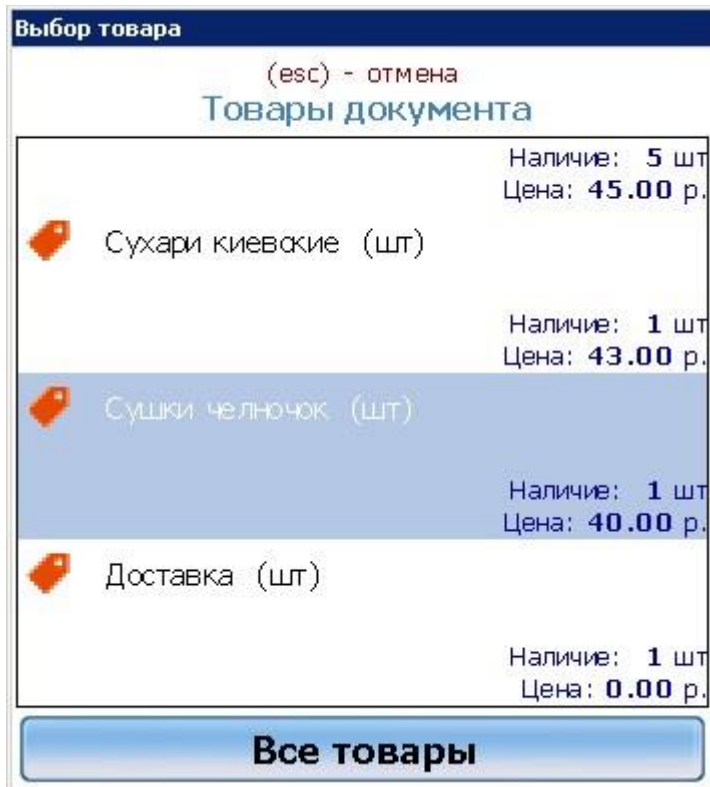 Выбор товара
(esc) - отмена
Товары документа
Наличие: 5 шт
Цена: 45.00 р.
Сухари киевские (шт)
Наличие: 1 шт
Цена: 43.00 р.
Сушки челночок (шт)
Наличие: 1 шт
Цена: 40.00 р.
Доставка (шт)
Наличие: 1 шт
Цена: 0.00 р.
Все товары